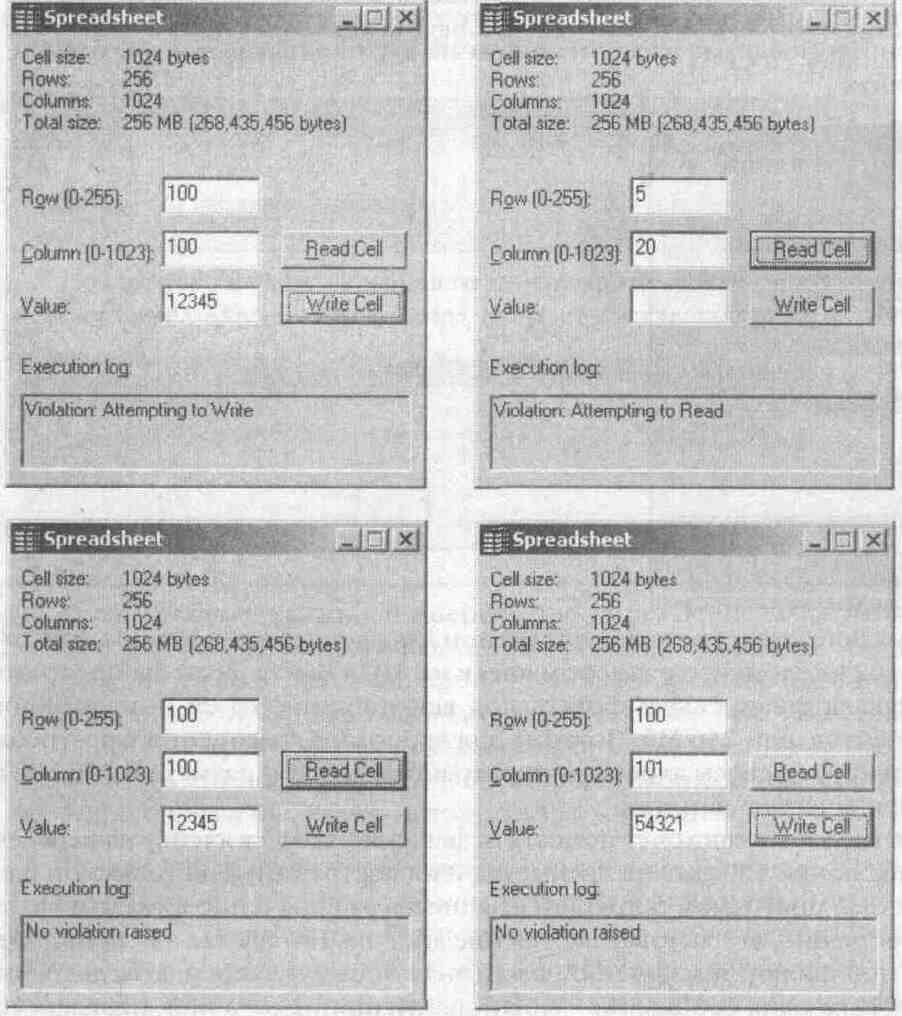 Spreadsheet
Cell size: 1024 bytes
Rows: 256
Columns: 1024
Total size: 256 MB (268,435,456 bytes)
Row (0-255): 100
Column (0-1023): 100 Read Cell
Value: 12345 Write Cell
Execution log:
Violation: Attempting to Write
Spreadsheet
Cell size: 1024 bytes
Rows: 256
Columns: 1024
Total size: 256 MB (268,435,456 bytes)
Row (0-255): 5
Column (0-1023): 20 Read Cell
Value: Write Cell
Execution log:
Violation: Attempting to Read
Spreadsheet
Cell size: 1024 bytes
Rows: 256
Columns: 1024
Total size: 256 MB (268,435,456 bytes)
Row (0-255): 100
Column (0-1023): 100 Read Cell
Value: 12345 Write Cell
Execution log:
No violation raised
Spreadsheet
Cell size: 1024 bytes
Rows: 256
Columns: 1024
Total size: 256 MB (268,435,456 bytes)
Row (0-255): 100
Column (0-1023): 101 Read Cell
Value: 54321 Write Cell
Execution log:
No violation raised